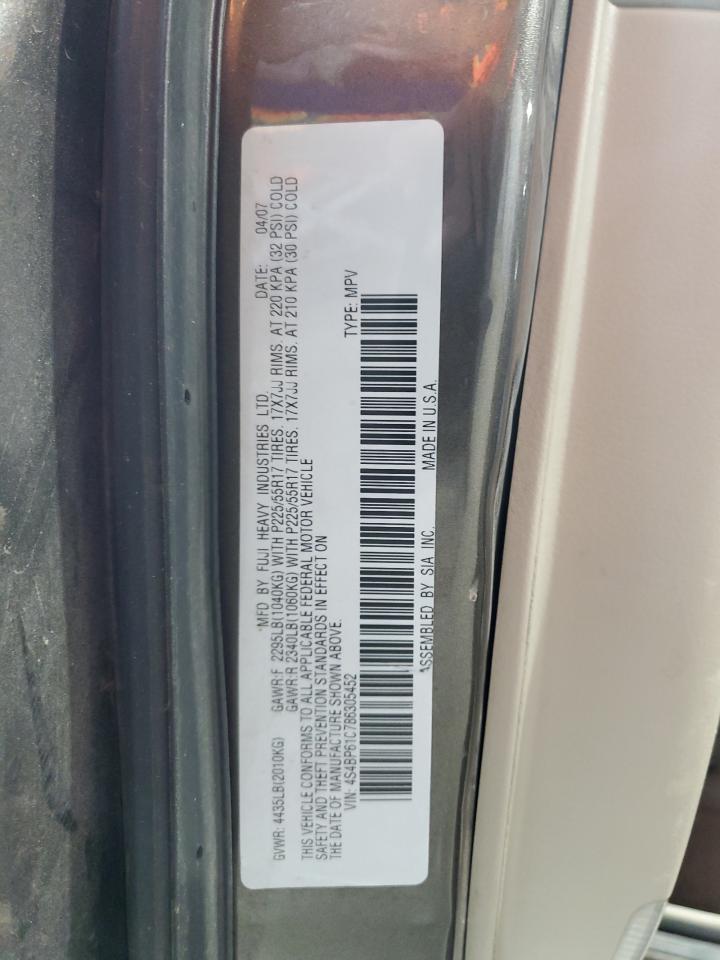 MFD BY FUJI HEAVY INDUSTRIES LTD. DATE: 04/07
GVWR: 4435LB(2010KG) GAWR:F 2295LB(1040KG) WITH P225/55R17 TIRES. 17X7JJ RIMS. AT 220 KPA (32 PSI) COLD
GAWR:R 2340LB(1060KG) WITH P225/55R17 TIRES. 17X7JJ RIMS. AT 210 KPA (30 PSI) COLD
THIS VEHICLE CONFORMS TO ALL APPLICABLE FEDERAL MOTOR VEHICLE
SAFETY AND THEFT PREVENTION STANDARDS IN EFFECT ON
THE DATE OF MANUFACTURE SHOWN ABOVE.
VIN: 4S4BP61C786305452 TYPE: MPV
ASSEMBLED BY SIA INC. MADE IN U.S.A.